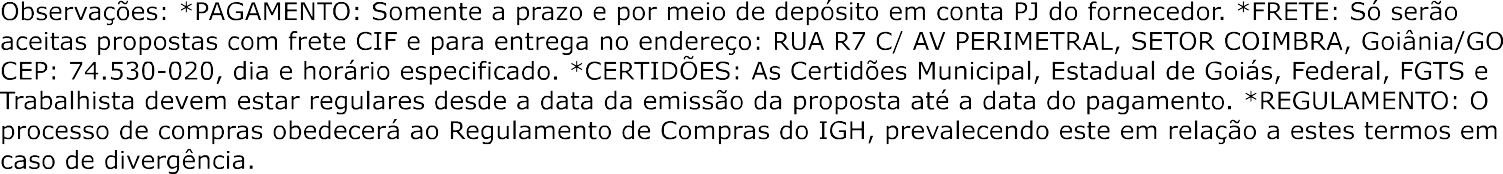 Observações: *PAGAMENTO: Somente a prazo e por meio de depósito em conta PJ do fornecedor. *FRETE: Só serão
aceitas propostas com frete CIF e para entrega no endereço: RUA R7 C/ AV PERIMETRAL, SETOR COIMBRA, Goiânia/GO
CEP: 74.530-020, dia e horário especificado. *CERTIDÕES: As Certidões Municipal, Estadual de Goiás, Federal, FGTS e
Trabalhista devem estar regulares desde a data da emissão da proposta até a data do pagamento. *REGULAMENTO: O
processo de compras obedecerá ao Regulamento de Compras do IGH, prevalecendo este em relação a estes termos em
caso de divergência.